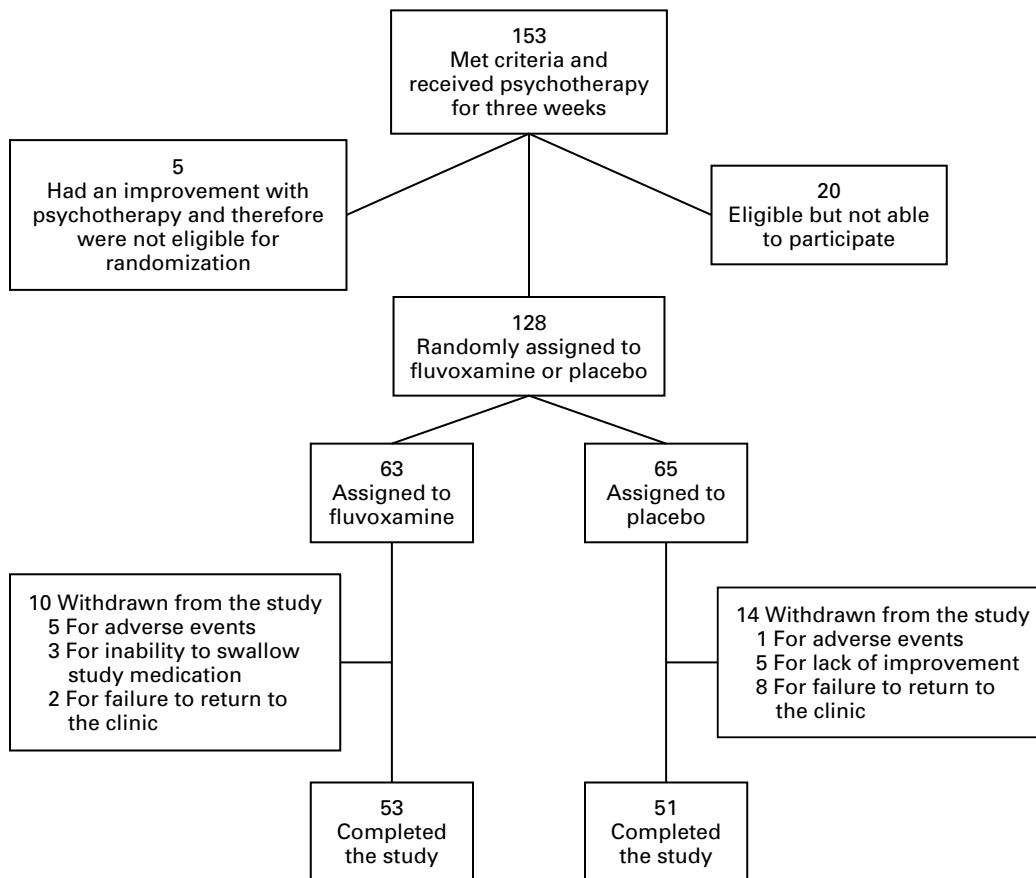 153
Met criteria and
received psychotherapy
for three weeks
5
Had an improvement with
psychotherapy and therefore
were not eligible for
randomization
20
Eligible but not able
to participate
128
Randomly assigned to
fluvoxamine or placebo
63
Assigned to
fluvoxamine
65
Assigned to
placebo
10 Withdrawn from the study
5 For adverse events
3 For inability to swallow
study medication
2 For failure to return to
the clinic
14 Withdrawn from the study
1 For adverse events
5 For lack of improvement
8 For failure to return to
the clinic
53
Completed
the study
51
Completed
the study